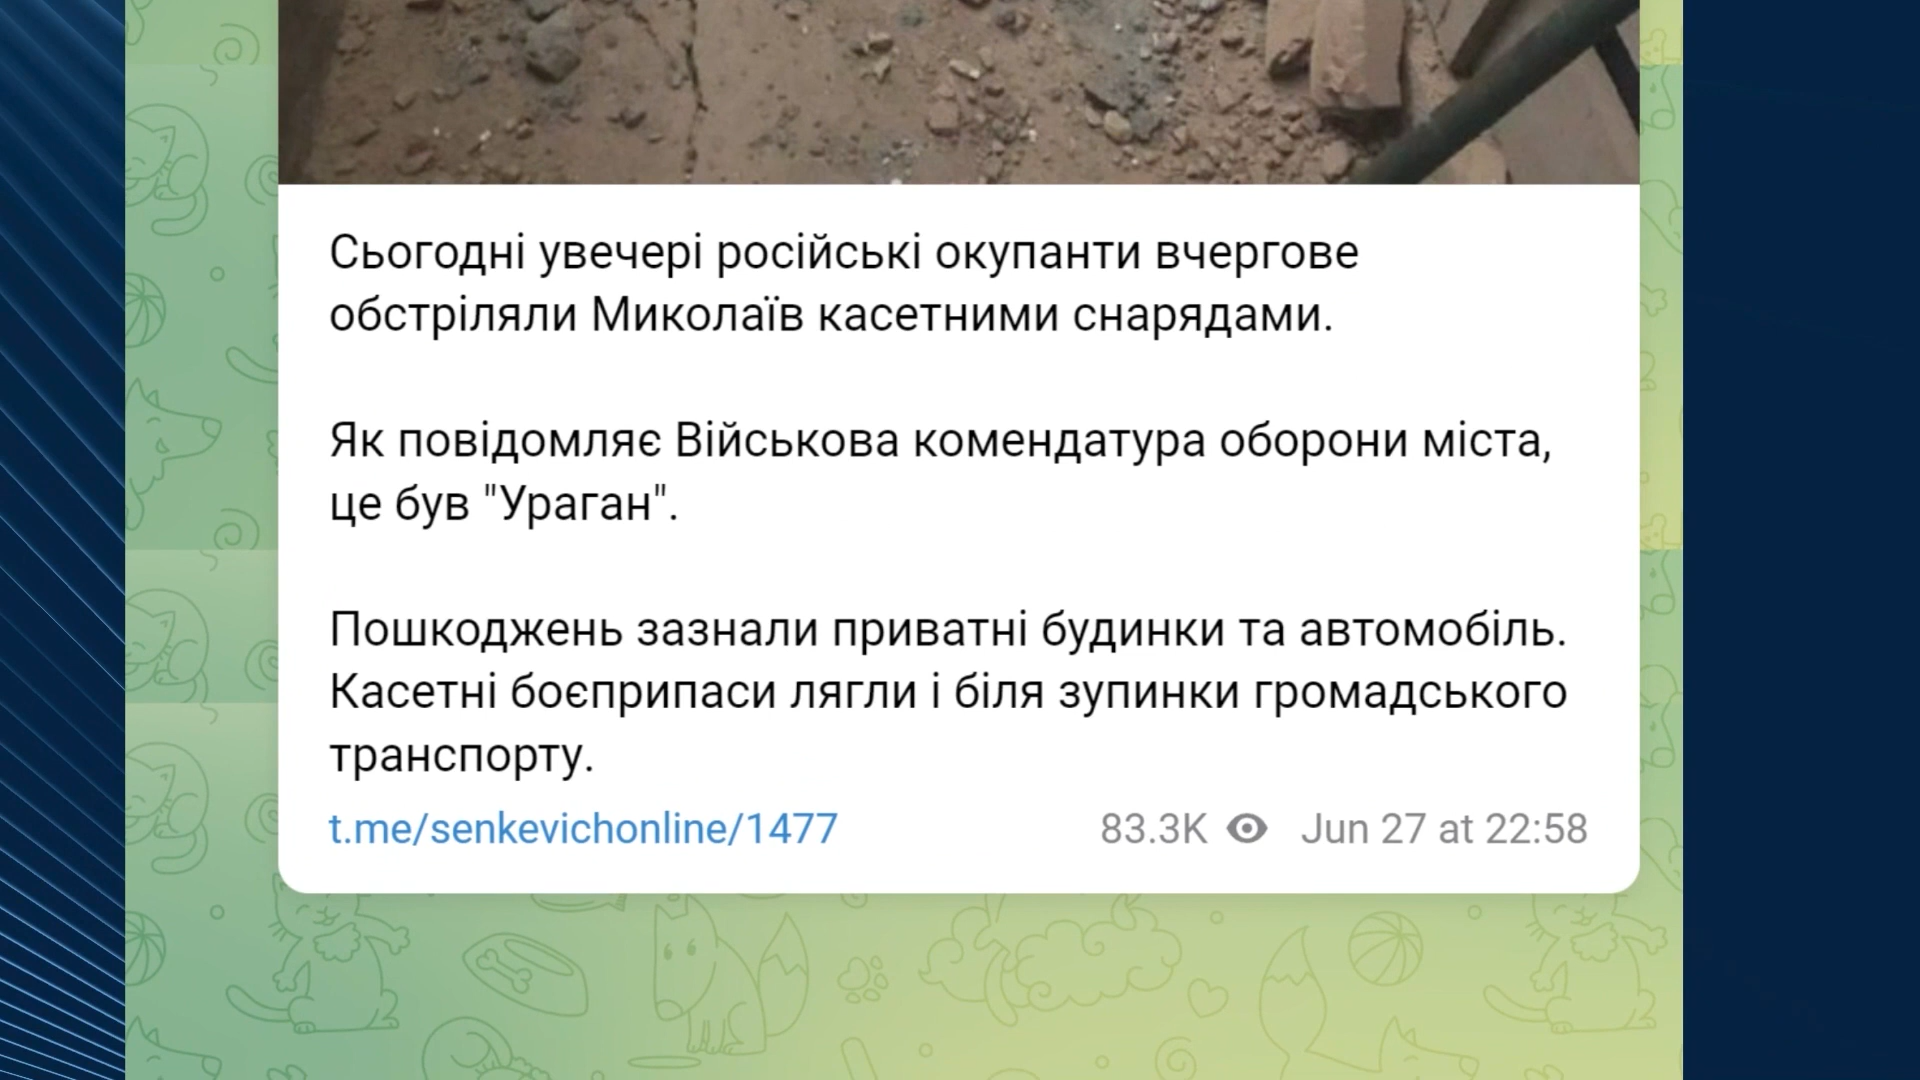 Сьогодні увечері російські окупанти вчергове
обстріляли Миколаїв касетними снарядами.
Як повідомляє Військова комендатура оборони міста,
це був "Ураган".
Пошкоджень зазнали приватні будинки та автомобіль.
Касетні боєприпаси лягли і біля зупинки громадського
транспорту.
t.me/senkevichonline/1477 83.3K Jun 27 at 22:58